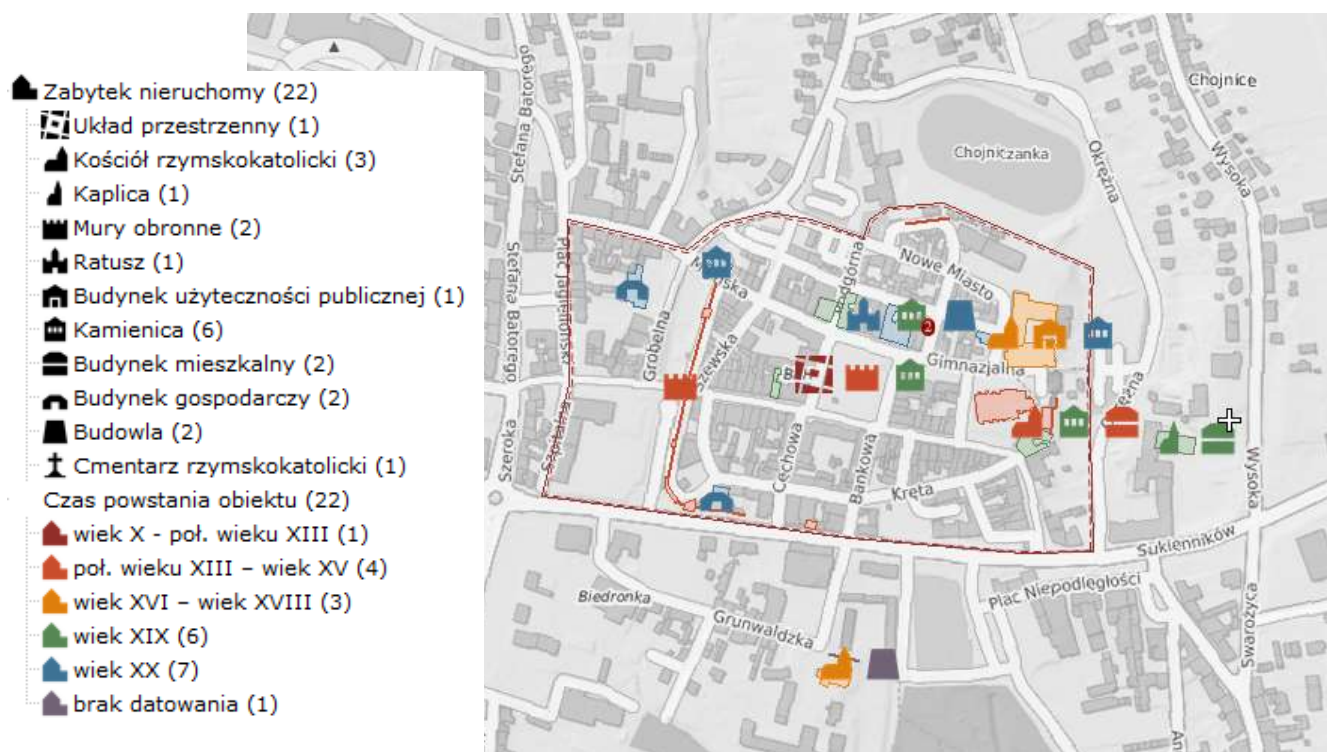 Zabytek nieruchomy (22)
Układ przestrzenny (1)
Kościół rzymskokatolicki (3)
Kaplica (1)
Mury obronne (2)
Ratusz (1)
Budynek użyteczności publicznej (1)
Kamienica (6)
Budynek mieszkalny (2)
Budynek gospodarczy (2)
Budowla (2)
Cmentarz rzymskokatolicki (1)
Czas powstania obiektu (22)
wiek X - poł. wieku XIII (1)
poł. wieku XIII – wiek XV (4)
wiek XVI – wiek XVIII (3)
wiek XIX (6)
wiek XX (7)
brak datowania (1)
Stefana Batorego
Chojnice
Chojniczanka
Okrężna
Wysoka
Stefana Batorego
Plac Jagielloński
Nowe Miasto
Grobelna
Szewska
2
Gimnazjalna
Szeroka
Szpitalna
Cechowa
Bankowa
Kręta
Wysoka
Sukienników
Plac Niepodległości
Biedronka
Grunwaldzka
Swarożyca
An